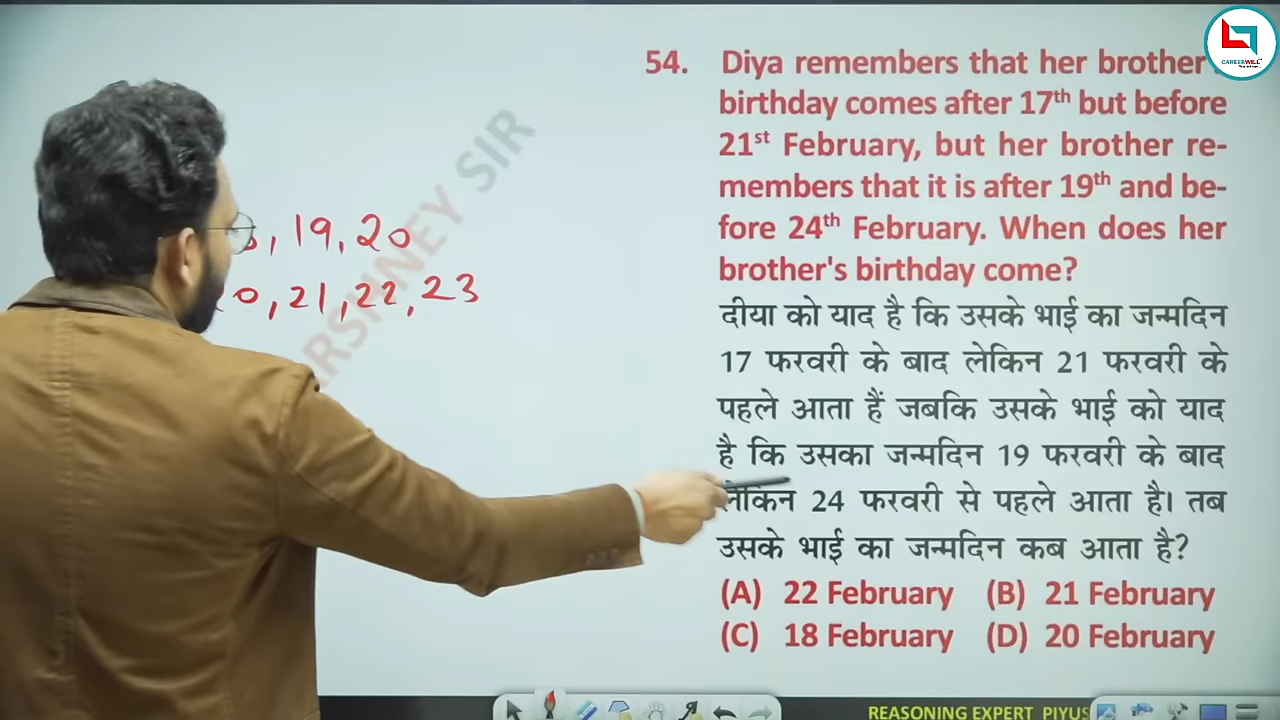 CAREERWILL
54. Diya remembers that her brother
birthday comes after 17th but before
21st February, but her brother re-
members that it is after 19th and be-
fore 24th February. When does her
brother's birthday come?
दीया को याद है कि उसके भाई का जन्मदिन
17 फरवरी के बाद लेकिन 21 फरवरी के
पहले आता हैं जबकि उसके भाई को याद
है कि उसका जन्मदिन 19 फरवरी के बाद
लेकिन 24 फरवरी से पहले आता है। तब
उसके भाई का जन्मदिन कब आता है?
(A) 22 February (B) 21 February
(C) 18 February (D) 20 February
, 19, 20
20, 21, 22, 23
ARSHNEY SIR
REASONING EXPERT PIYUS